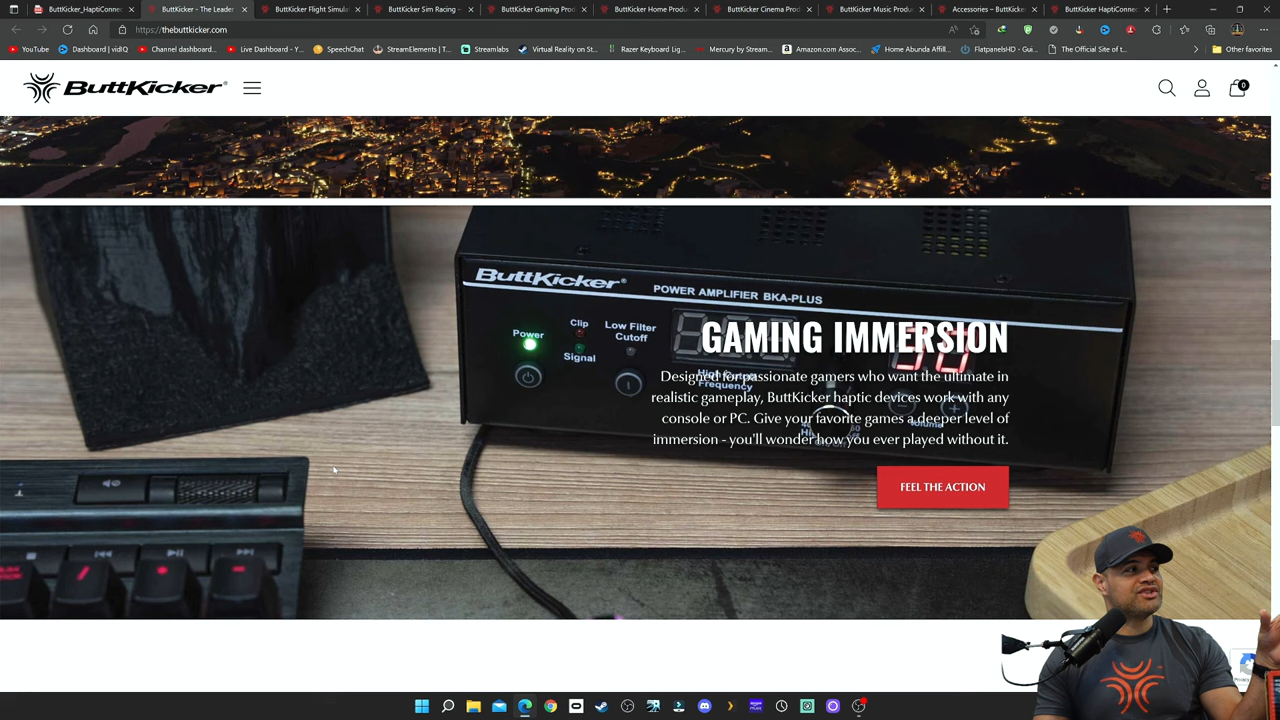 ButtKicker_HaptiConnec
ButtKicker - The Leader
ButtKicker Flight Simula
ButtKicker Sim Racing -
ButtKicker Gaming Prod
ButtKicker Home Produ
ButtKicker Cinema Prod
ButtKicker Music Produ
Accessories – ButtKicke
ButtKicker HaptiConnec
https://thebuttkicker.com
YouTube
Dashboard | vidIQ
Channel dashboard...
Live Dashboard - Y...
SpeechChat
StreamElements | T...
Streamlabs
Virtual Reality on St...
Razer Keyboard Lig...
Mercury by Stream...
Amazon.com Assoc...
Home Abunda Affil...
FlatpanelsHD - Gui...
The Official Site of t...
Other favorites
ButtKicker®
0
ButtKicker®
POWER AMPLIFIER BKA-PLUS
Power
Clip
Signal
Low Filter
Cutoff
GAMING IMMERSION
Designed for passionate gamers who want the ultimate in
realistic gameplay, ButtKicker haptic devices work with any
console or PC. Give your favorite games a deeper level of
immersion - you'll wonder how you ever played without it.
Frequency
Volume
FEEL THE ACTION